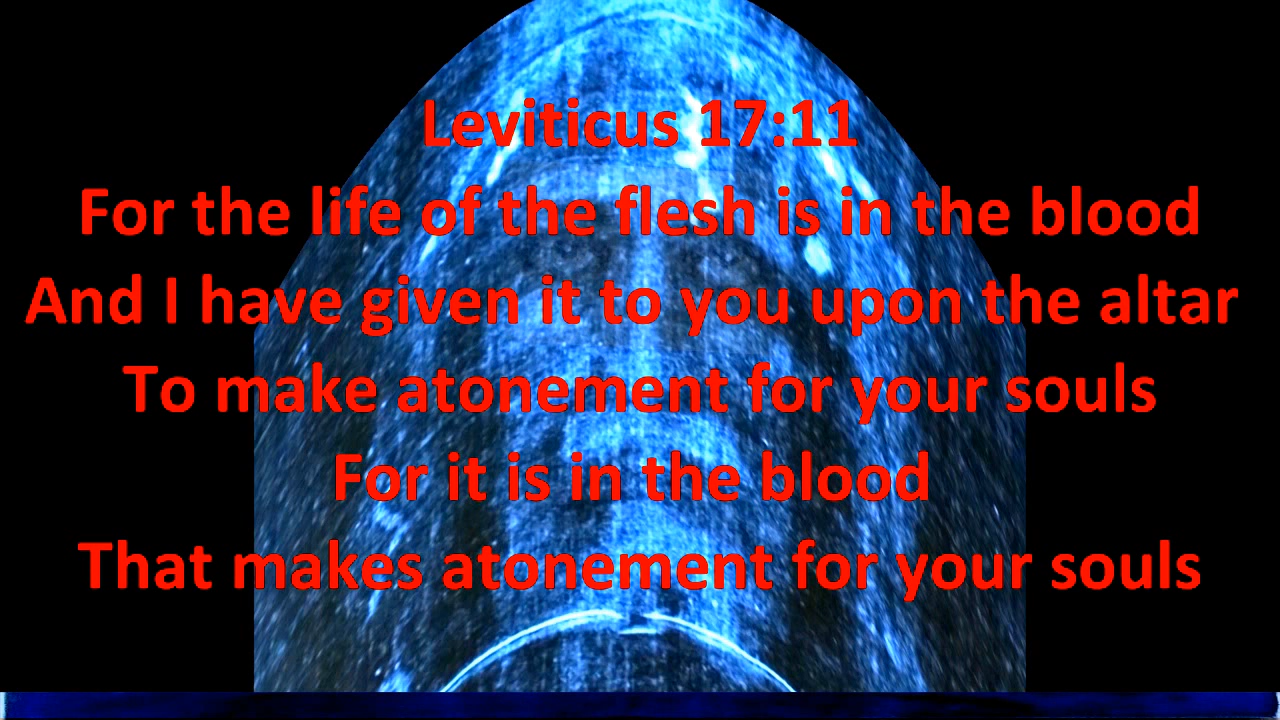 Leviticus 17:11
For the life of the flesh is in the blood
And I have given it to you upon the altar
To make atonement for your souls
For it is in the blood
That makes atonement for your souls